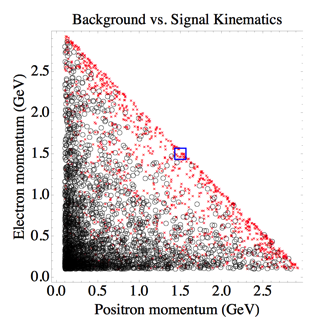 Background vs. Signal Kinematics
Electron momentum (GeV)
2.5
2.0
1.5
1.0
0.5
0.0
0.0 0.5 1.0 1.5 2.0 2.5
Positron momentum (GeV)